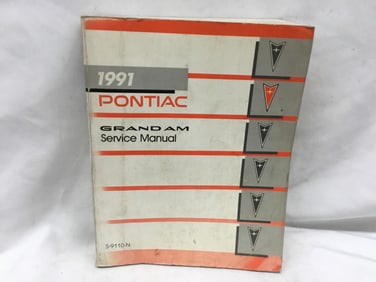 1991
PONTIAC
GRAND AM
Service Manual
S-9110-N